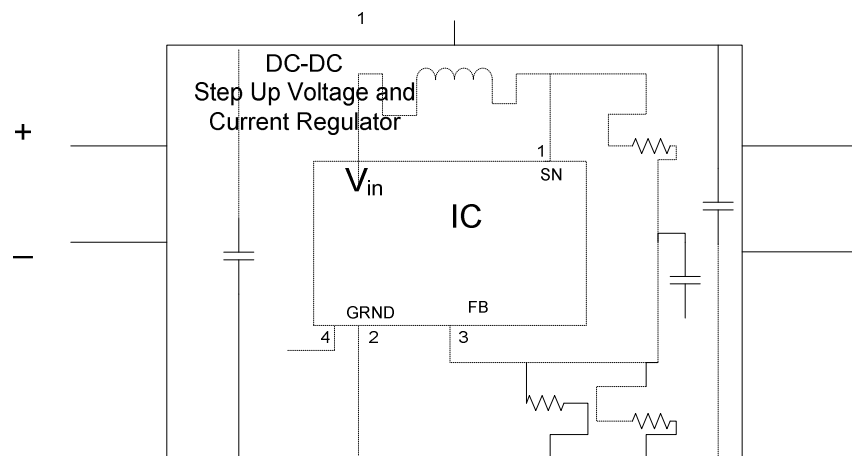 1
DC-DC
Step Up Voltage and
Current Regulator
+
1
Vin
SN
IC
–
GRND
FB
4
2
3